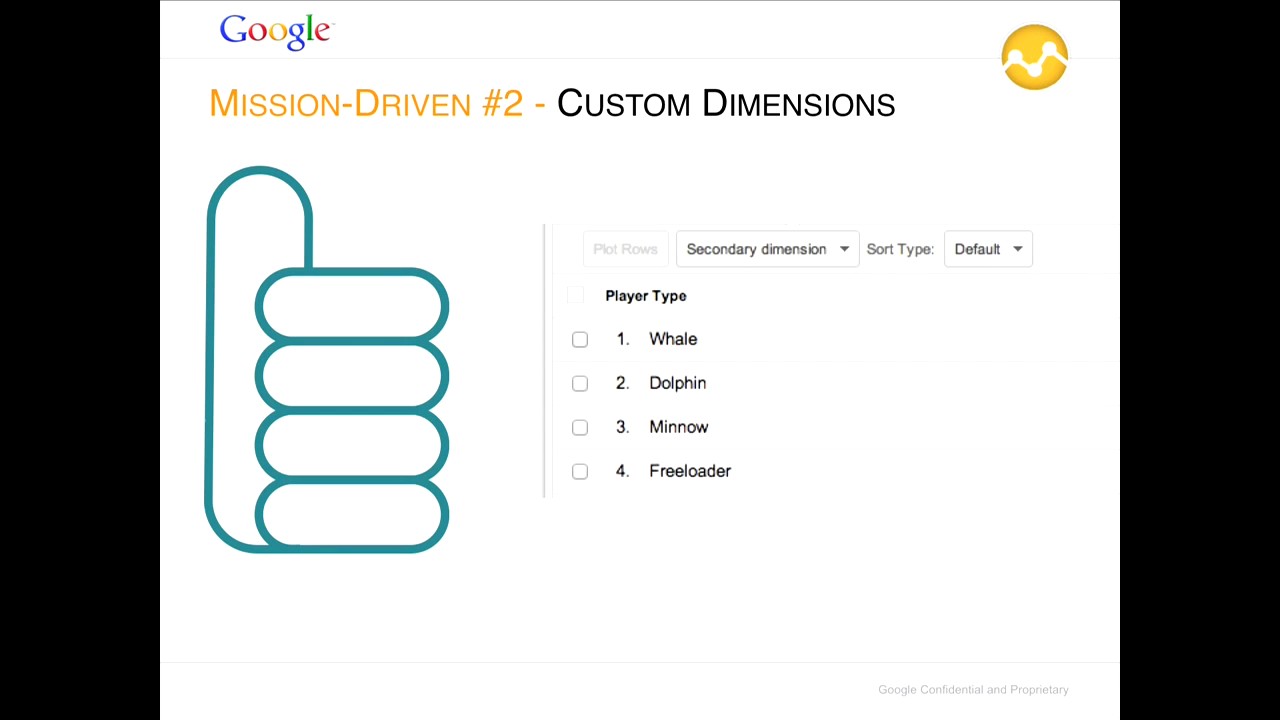 Google
MISSION-DRIVEN #2 - CUSTOM DIMENSIONS
Plot Rows Secondary dimension Sort Type: Default
Player Type
1. Whale
2. Dolphin
3. Minnow
4. Freeloader
Google Confidential and Proprietary